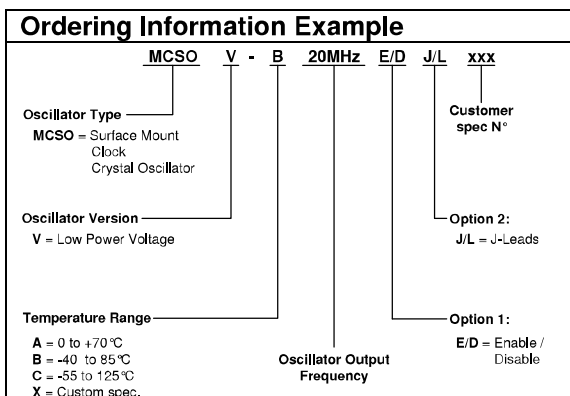 Ordering Information Example
MCSO V - B 20MHz E/D J/L xxx
Oscillator Type
MCSO = Surface Mount
Clock
Crystal Oscillator
Customer
spec N°
Oscillator Version
V = Low Power Voltage
Option 2:
J/L = J-Leads
Temperature Range
A = 0 to +70°C
B = -40 to 85°C
C = -55 to 125°C
X = Custom spec.
Oscillator Output
Frequency
Option 1:
E/D = Enable /
Disable